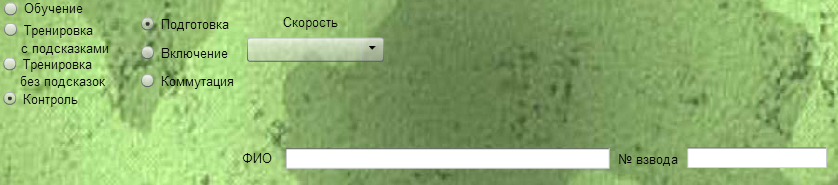 Обучение
Тренировка
с подсказками
Тренировка
без подсказок
Контроль
Подготовка
Включение
Коммутация
Скорость
ФИО
№ взвода